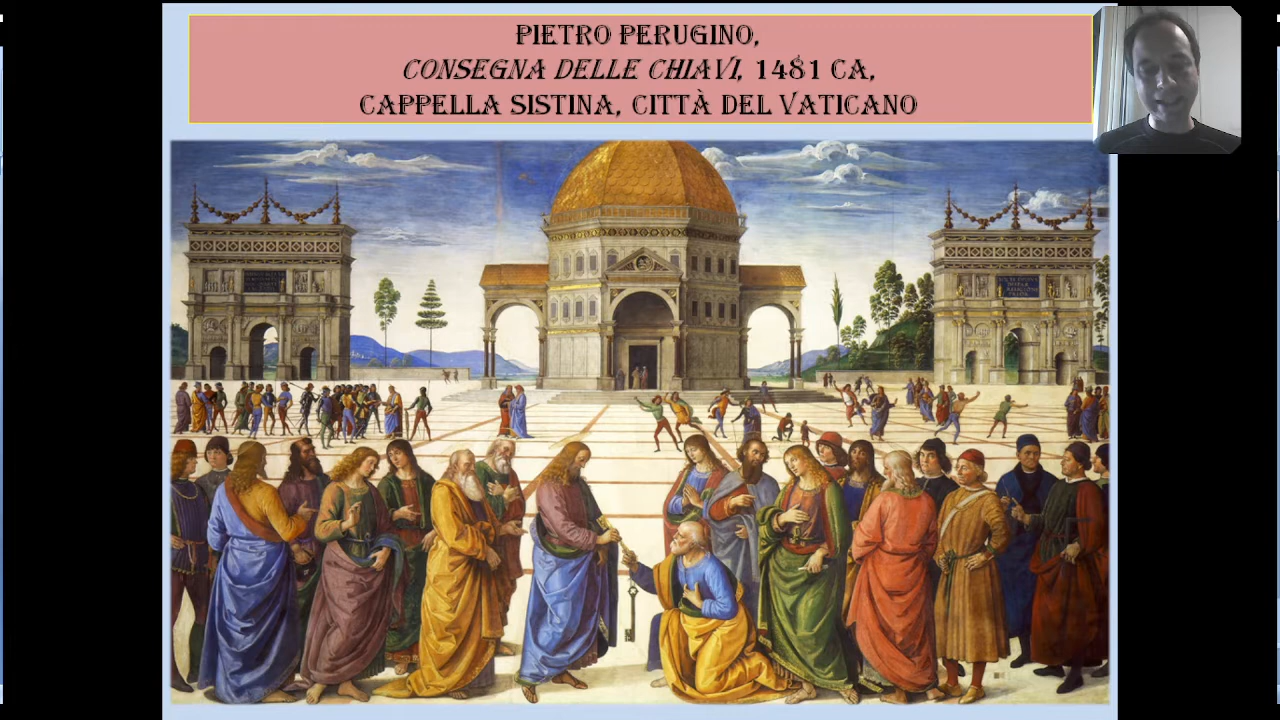 PIETRO PERUGINO,
CONSEGNA DELLE CHIAVI, 1481 CA,
CAPPELLA SISTINA, CITTÀ DEL VATICANO